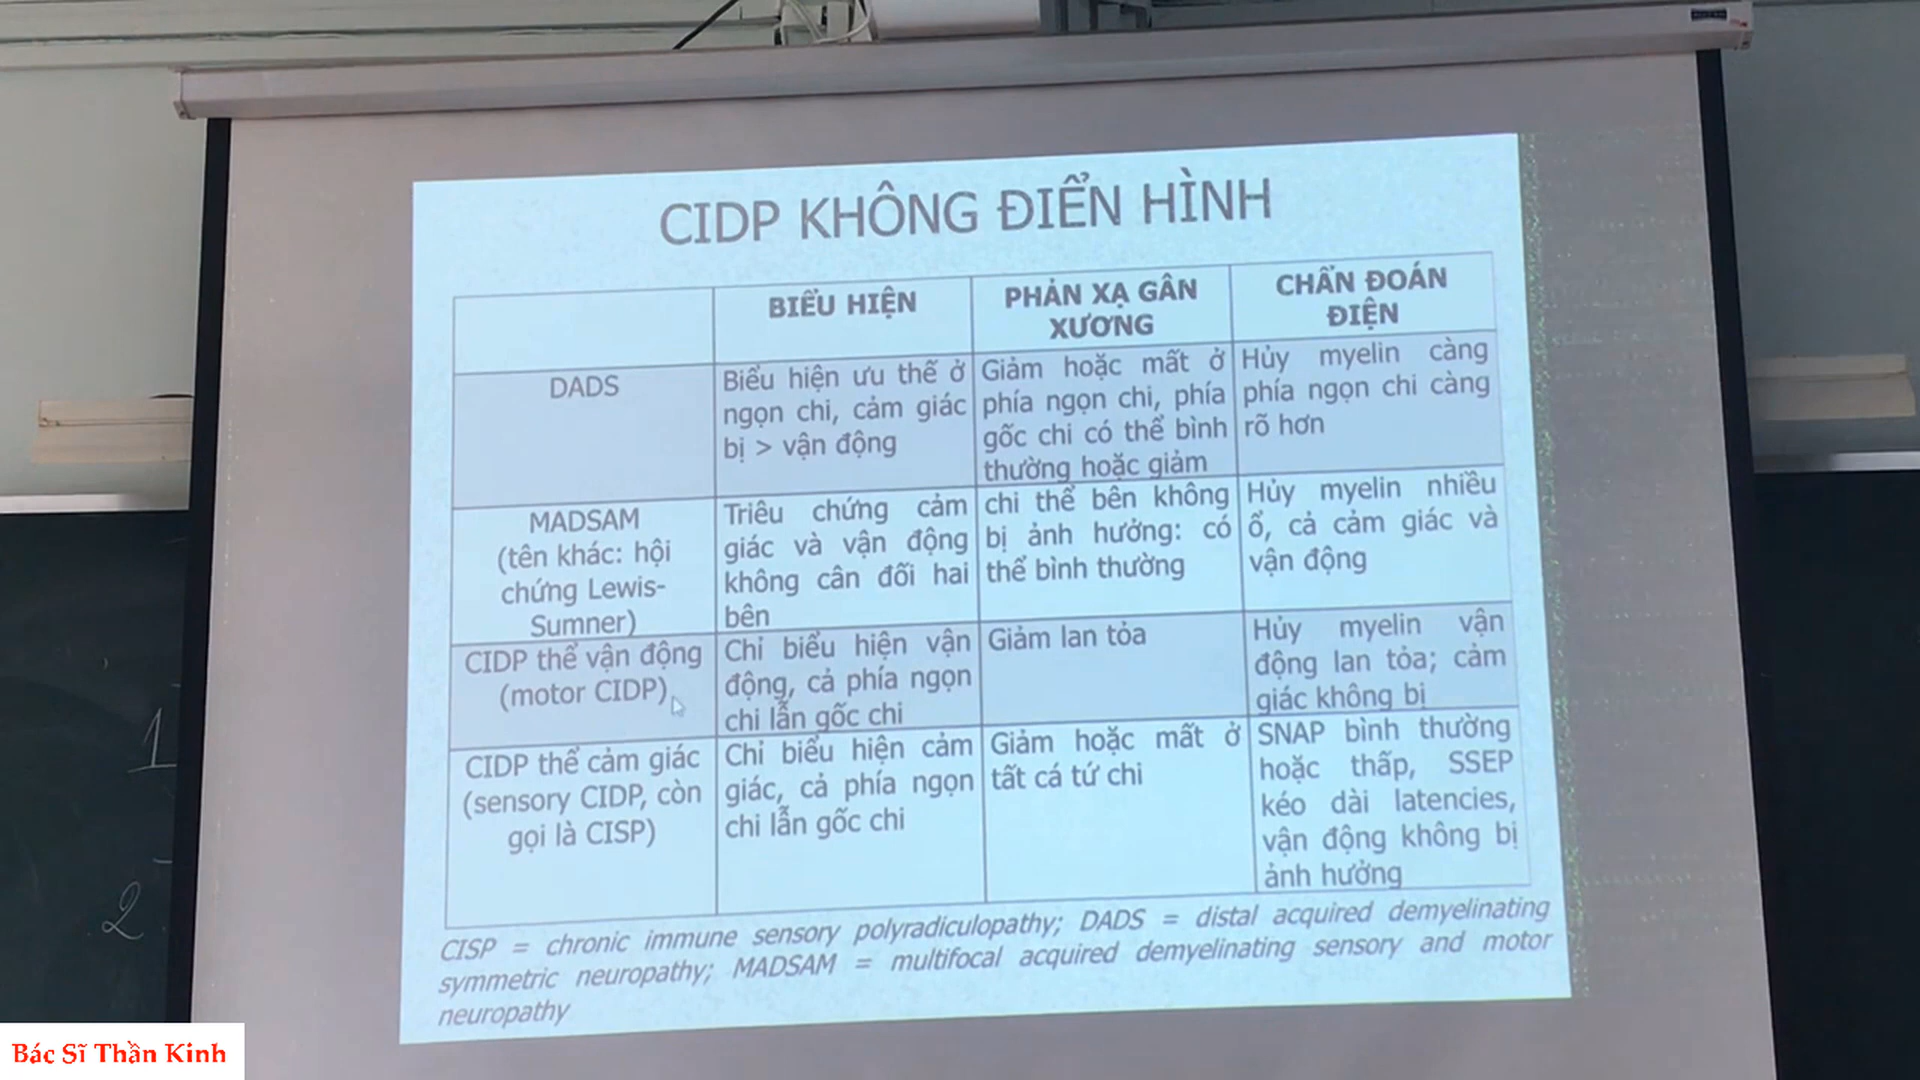 CIDP KHÔNG ĐIỂN HÌNH
BIỂU HIỆN
PHẢN XẠ GÂN
XƯƠNG
CHẨN ĐOÁN
ĐIỆN
DADS
Biểu hiện ưu thế ở
ngọn chi, cảm giác
bị > vận động
Giảm hoặc mất ở
phía ngọn chi, phía
gốc chi có thể bình
thường hoặc giảm
Hủy myelin càng
phía ngọn chi càng
rõ hơn
MADSAM
(tên khác: hội
chứng Lewis-
Sumner)
Triêu chứng cảm
giác và vận động
không cân đối hai
bên
chi thể bên không
bị ảnh hưởng: có
thể bình thường
Hủy myelin nhiều
ổ, cả cảm giác và
vận động
CIDP thể vận động
(motor CIDP)
Chỉ biểu hiện vận
động, cả phía ngọn
chi lẫn gốc chi
Giảm lan tỏa
Hủy myelin vận
động lan tỏa; cảm
giác không bị
CIDP thể cảm giác
(sensory CIDP, còn
gọi là CISP)
Chỉ biểu hiện cảm
giác, cả phía ngọn
chi lẫn gốc chi
Giảm hoặc mất ở
tất cá tứ chi
SNAP bình thường
hoặc thấp, SSEP
kéo dài latencies,
vận động không bị
ảnh hưởng
CISP = chronic immune sensory polyradiculopathy; DADS = distal acquired demyelinating
symmetric neuropathy; MADSAM = multifocal acquired demyelinating sensory and motor
neuropathy
1
2
Bác Sĩ Thần Kinh